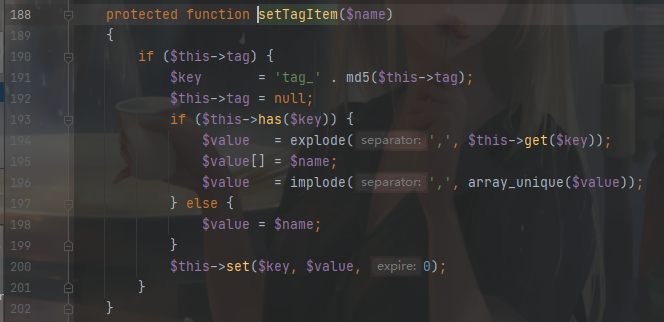 188 protected function setTagItem($name)
189 {
190 if ($this->tag) {
191 $key = 'tag_' . md5($this->tag);
192 $this->tag = null;
193 if ($this->has($key)) {
194 $value = explode( separator: ',', $this->get($key));
195 $value[] = $name;
196 $value = implode( separator: ',', array_unique($value));
197 } else {
198 $value = $name;
199 }
200 $this->set($key, $value, expire: 0);
201 }
202 }